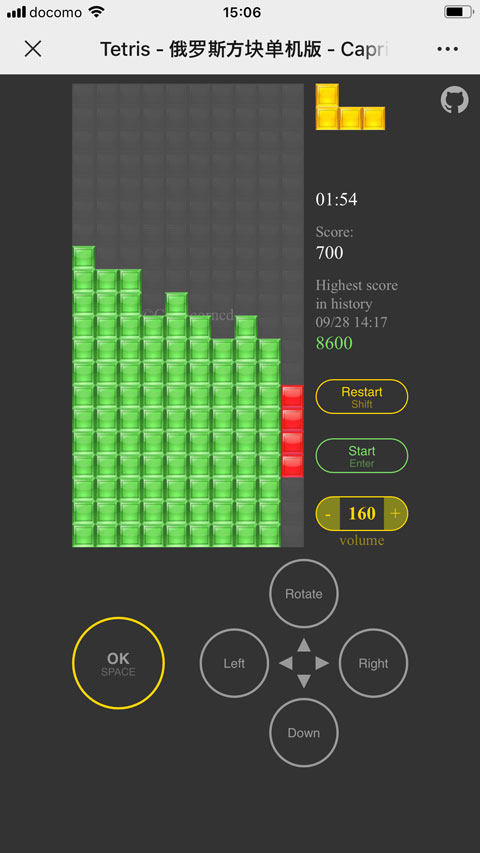 docomo
15:06
Tetris - 俄罗斯方块单机版 - Capri
01:54
Score:
700
Highest score
in history
09/28 14:17
8600
Restart
Shift
Start
Enter
- 160 +
volume
Rotate
OK
SPACE
Left
Right
Down